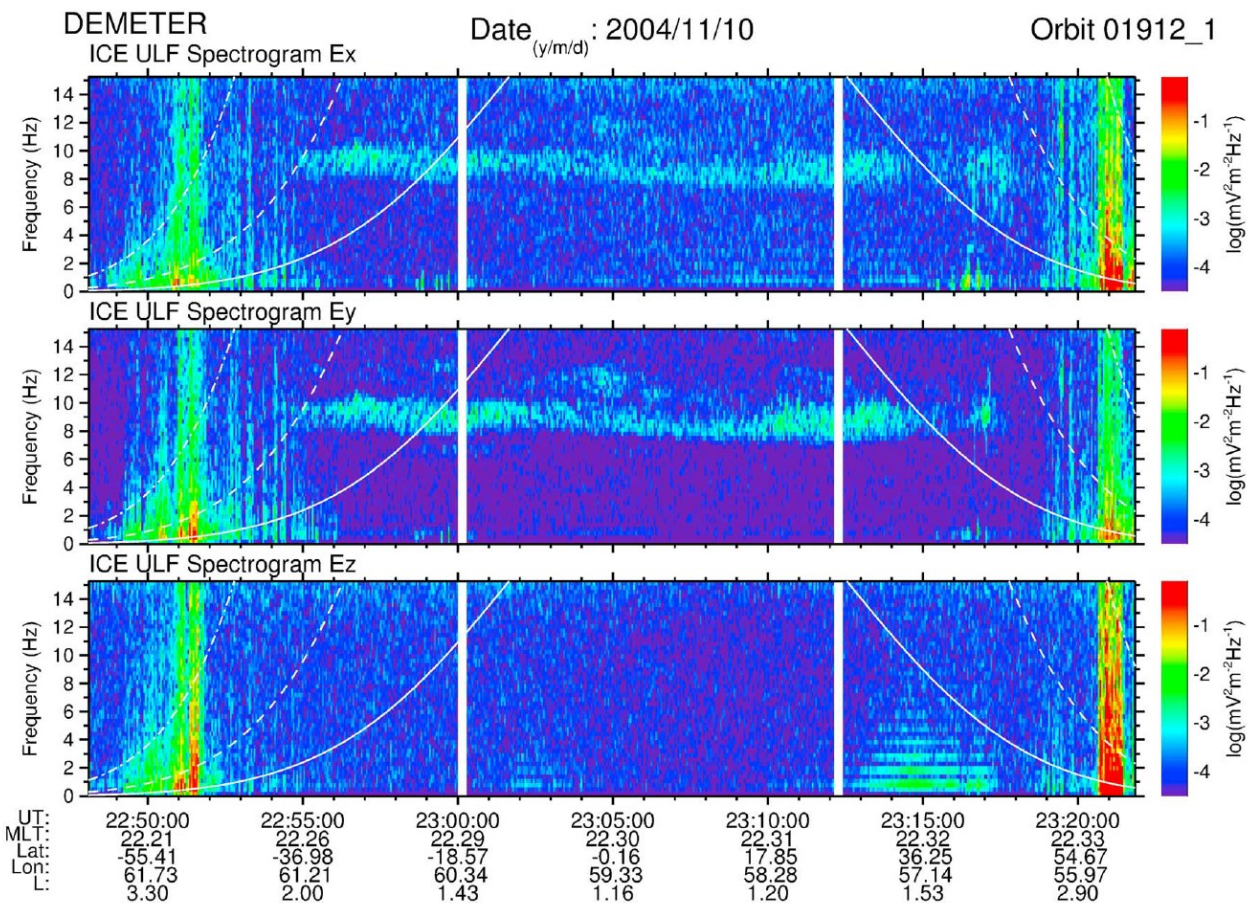 DEMETER Date(y/m/d) : 2004/11/10 Orbit 01912_1
ICE ULF Spectrogram Ex
14
12
10
8
6
4
2
0
Frequency (Hz)
-1
-2
-3
-4
log(mV²m⁻²Hz⁻¹)
ICE ULF Spectrogram Ey
14
12
10
8
6
4
2
0
Frequency (Hz)
-1
-2
-3
-4
log(mV²m⁻²Hz⁻¹)
ICE ULF Spectrogram Ez
14
12
10
8
6
4
2
0
Frequency (Hz)
-1
-2
-3
-4
log(mV²m⁻²Hz⁻¹)
UT: 22:50:00 22:55:00 23:00:00 23:05:00 23:10:00 23:15:00 23:20:00
MLT: 22.21 22.26 22.29 22.30 22.31 22.32 22.33
Lat: -55.41 -36.98 -18.57 -0.16 17.85 36.25 54.67
Lon: 61.73 61.21 60.34 59.33 58.28 57.14 55.97
L: 3.30 2.00 1.43 1.16 1.20 1.53 2.90